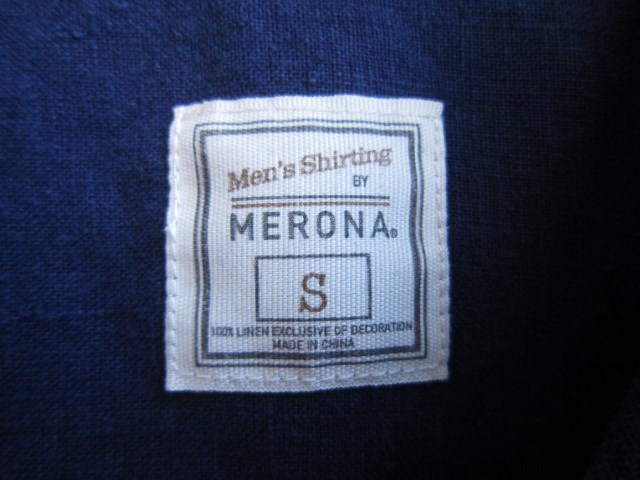 Men's Shirting
BY
MERONA®
S
100% LINEN EXCLUSIVE OF DECORATION
MADE IN CHINA